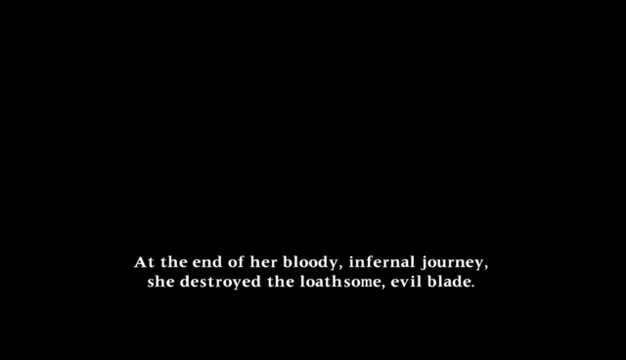 At the end of her bloody, infernal journey,
she destroyed the loathsome, evil blade.